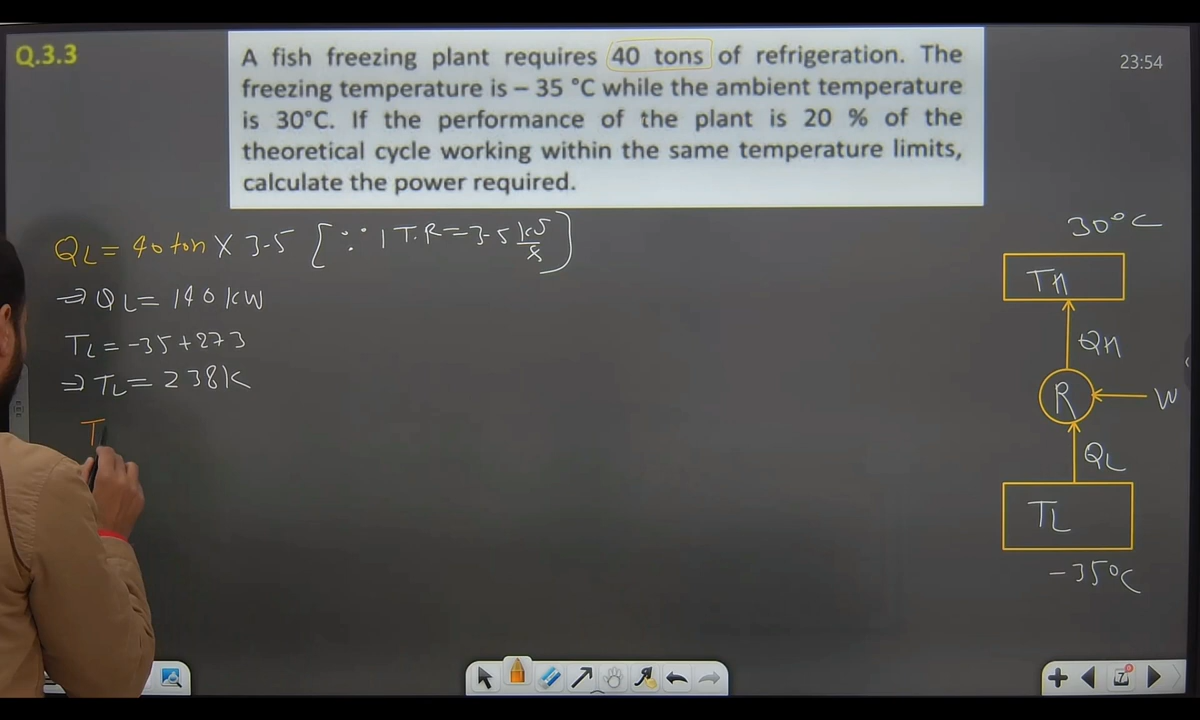 Q.3.3
A fish freezing plant requires 40 tons of refrigeration. The
freezing temperature is – 35 °C while the ambient temperature
is 30°C. If the performance of the plant is 20 % of the
theoretical cycle working within the same temperature limits,
calculate the power required.
23:54
QL = 40 ton X 3.5 [∵ 1 T.R = 3.5 kJ/s]
⇒ QL = 140 kW
TL = -35 + 273
⇒ TL = 238K
T
30°C
TH
QH
R
W
QL
TL
-35°C
7